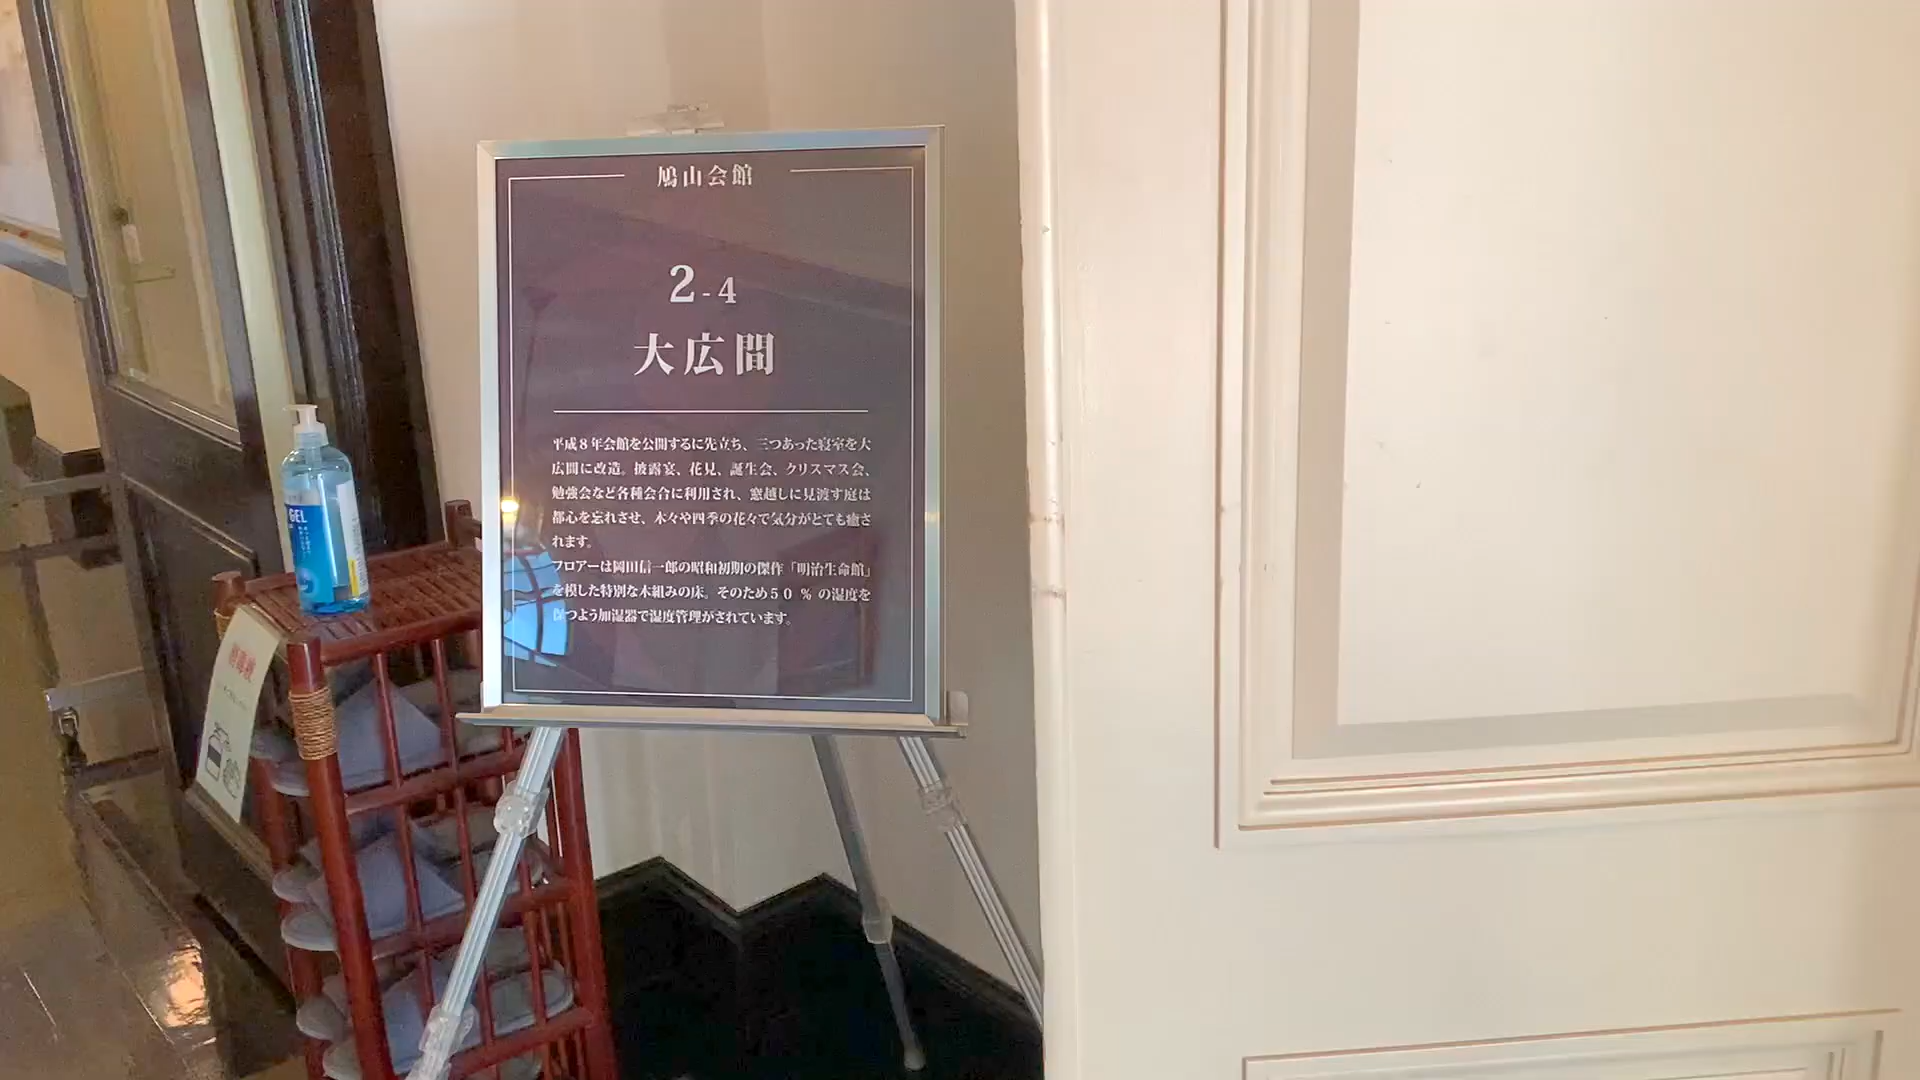 鳩山会館
2-4
大広間
平成８年会館を公開するに先立ち、三つあった寝室を大
広間に改造。披露宴、花見、誕生会、クリスマス会、
勉強会など各種会合に利用され、窓越しに見渡す庭は
都心を忘れさせ、木々や四季の花々で気分がとても癒さ
れます。
フロアーは岡田信一郎の昭和初期の傑作「明治生命館」
を模した特別な木組みの床。そのため５０ ％ の湿度を
保つよう加湿器で湿度管理がされています。
GEL
消毒液